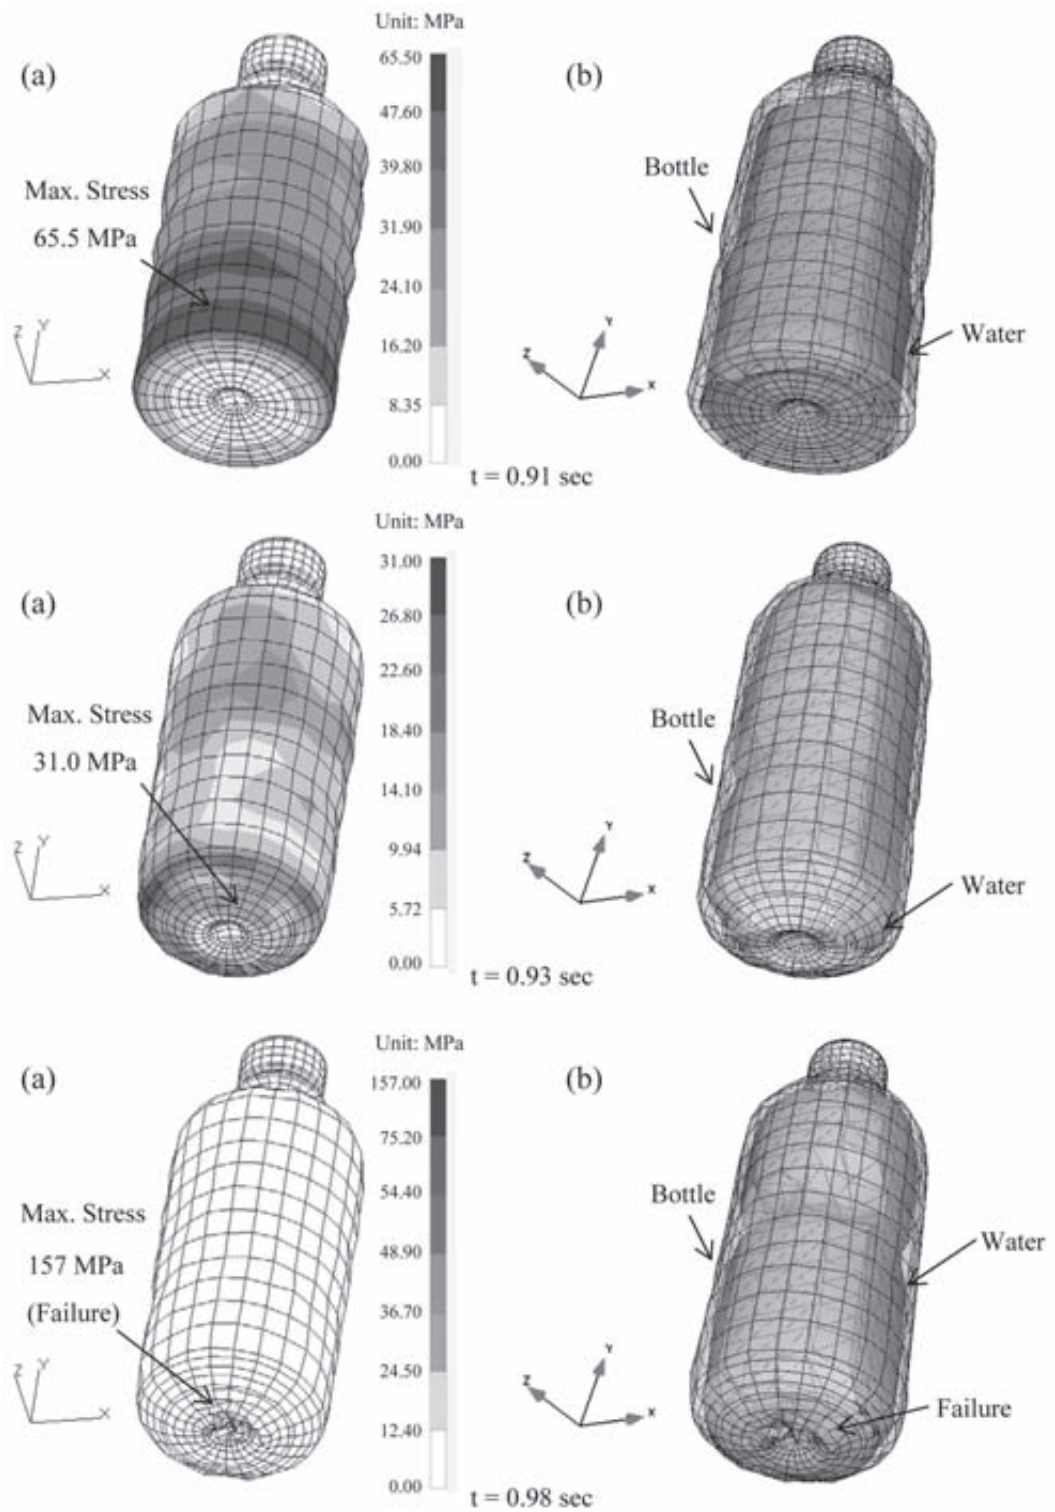 Unit: MPa
(a)
65.50
47.60
39.80
31.90
24.10
16.20
8.35
0.00
Max. Stress
65.5 MPa
Z Y X
(b)
Bottle
Water
Z Y X
t = 0.91 sec
Unit: MPa
(a)
31.00
26.80
22.60
18.40
14.10
9.94
5.72
0.00
Max. Stress
31.0 MPa
Z Y X
(b)
Bottle
Water
Z Y X
t = 0.93 sec
Unit: MPa
(a)
157.00
75.20
54.40
48.90
36.70
24.50
12.40
0.00
Max. Stress
157 MPa
(Failure)
Z Y X
(b)
Bottle
Water
Failure
Z Y X
t = 0.98 sec